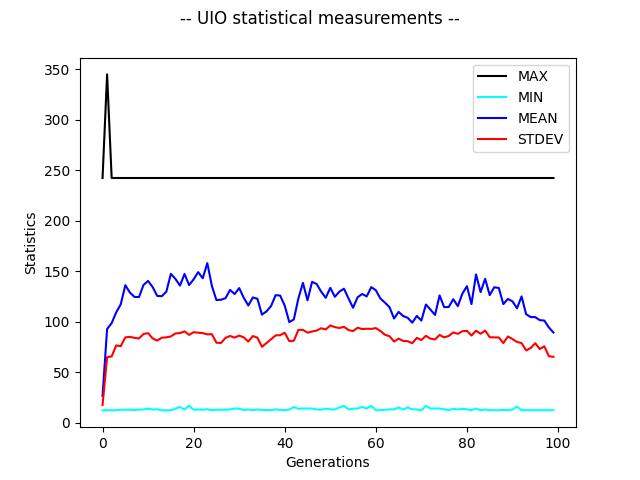 -- UIO statistical measurements --
350
300
250
200
150
100
50
0
Statistics
MAX
MIN
MEAN
STDEV
0 20 40 60 80 100
Generations